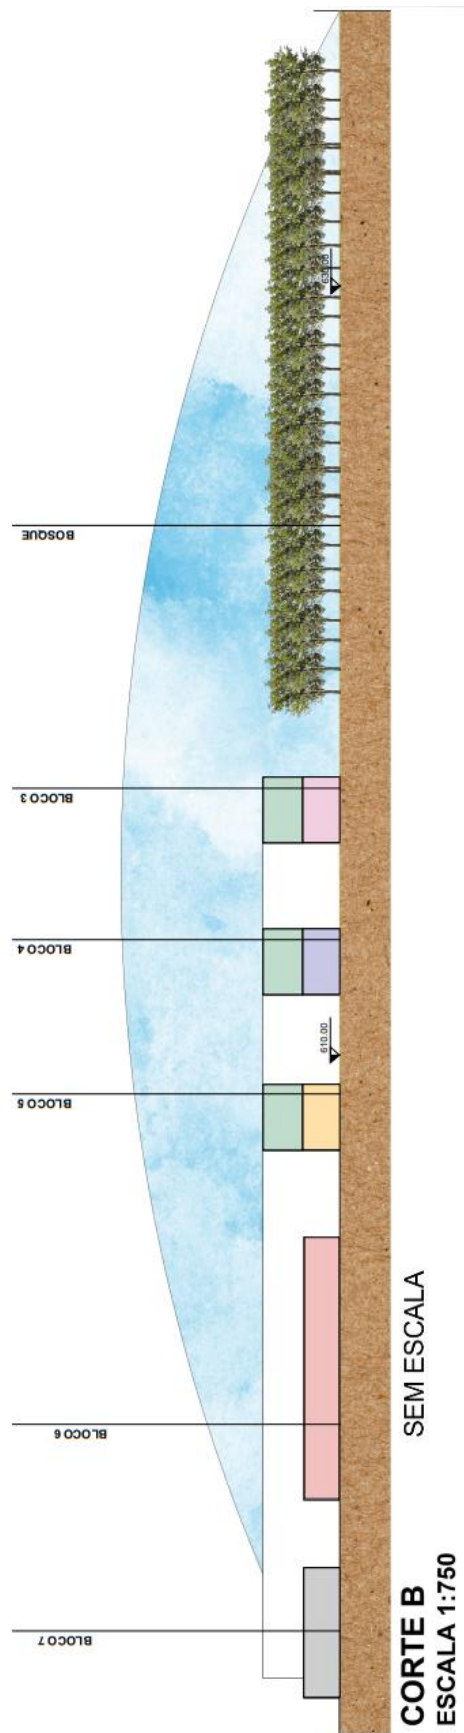 BLOCO 7
BLOCO 6
BLOCO 5
BLOCO 4
BLOCO 3
BOSQUE
610.00
630.00
CORTE B
SEM ESCALA
ESCALA 1:750